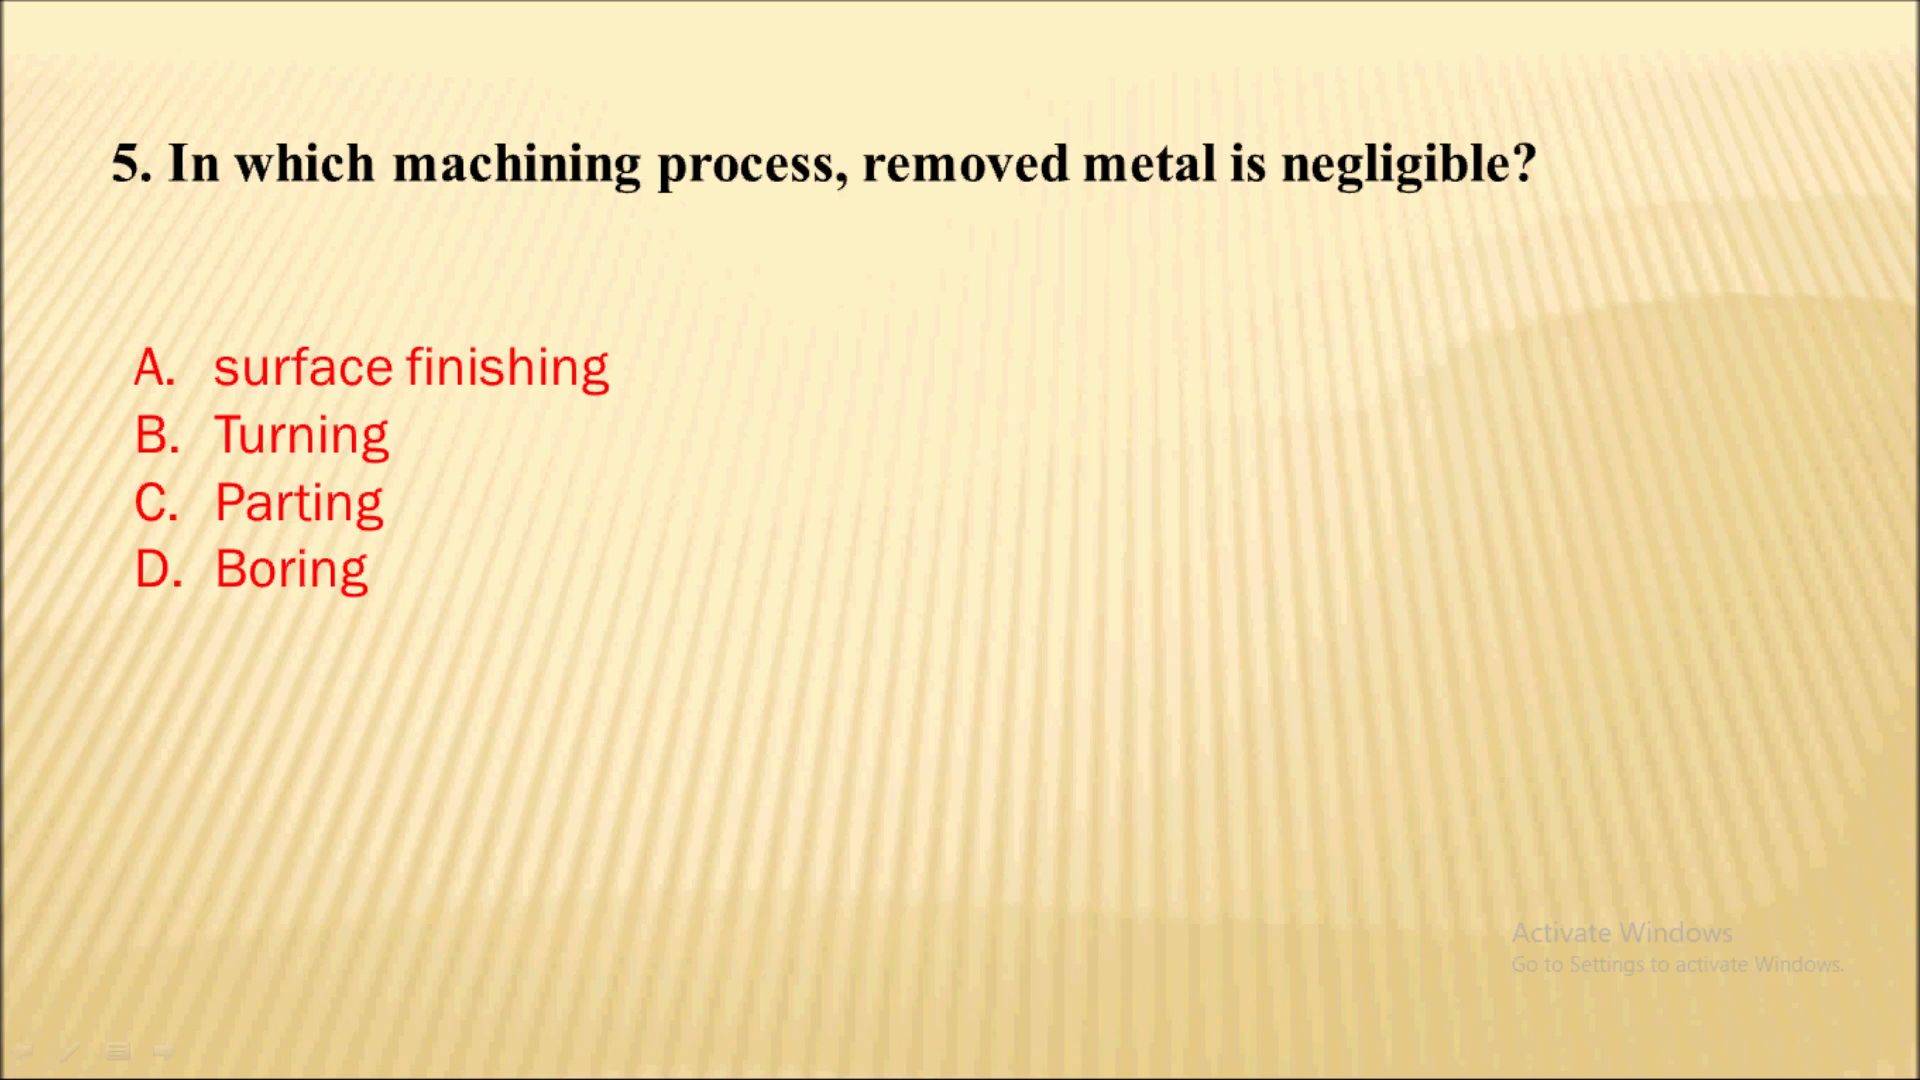 5. In which machining process, removed metal is negligible?
A. surface finishing
B. Turning
C. Parting
D. Boring
Activate Windows
Go to Settings to activate Windows.